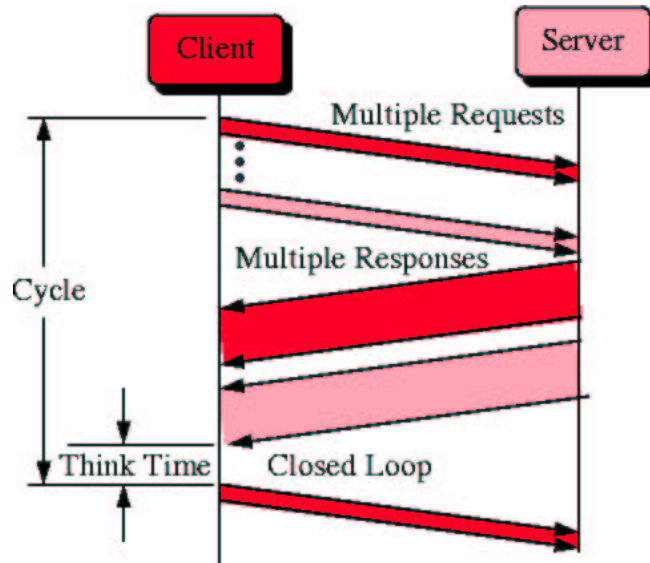 Client
Server
Multiple Requests
Multiple Responses
Cycle
Think Time
Closed Loop